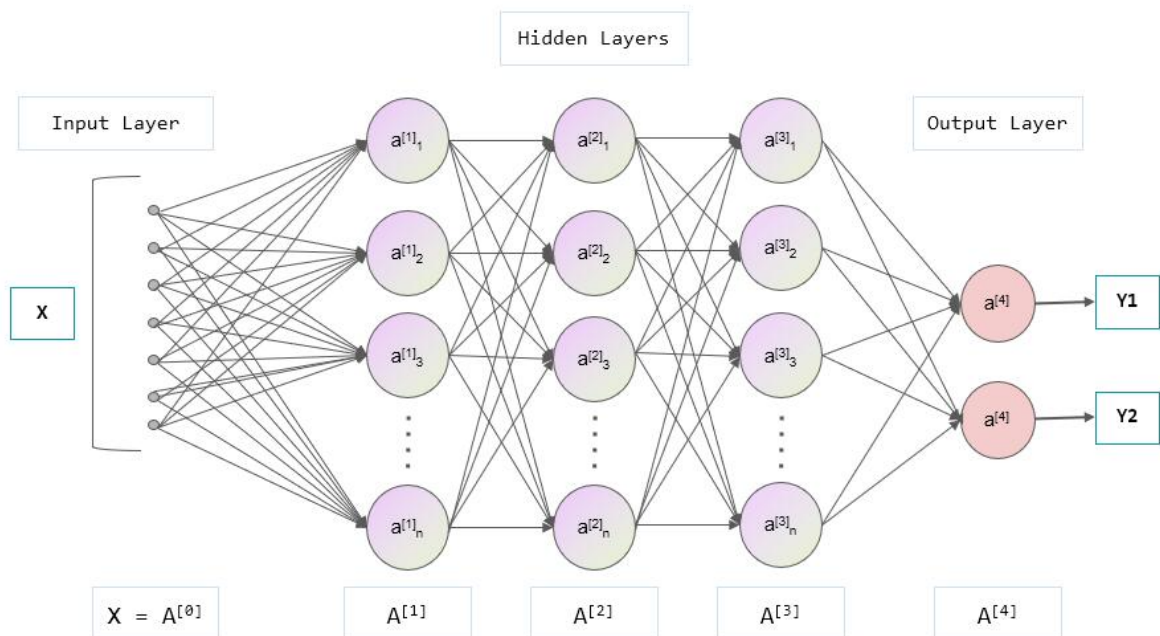 Hidden Layers
Input Layer
Output Layer
X
a[1]1
a[1]2
a[1]3
a[1]n
a[2]1
a[2]2
a[2]3
a[2]n
a[3]1
a[3]2
a[3]3
a[3]n
a[4]
a[4]
Y1
Y2
X = A[0]
A[1]
A[2]
A[3]
A[4]